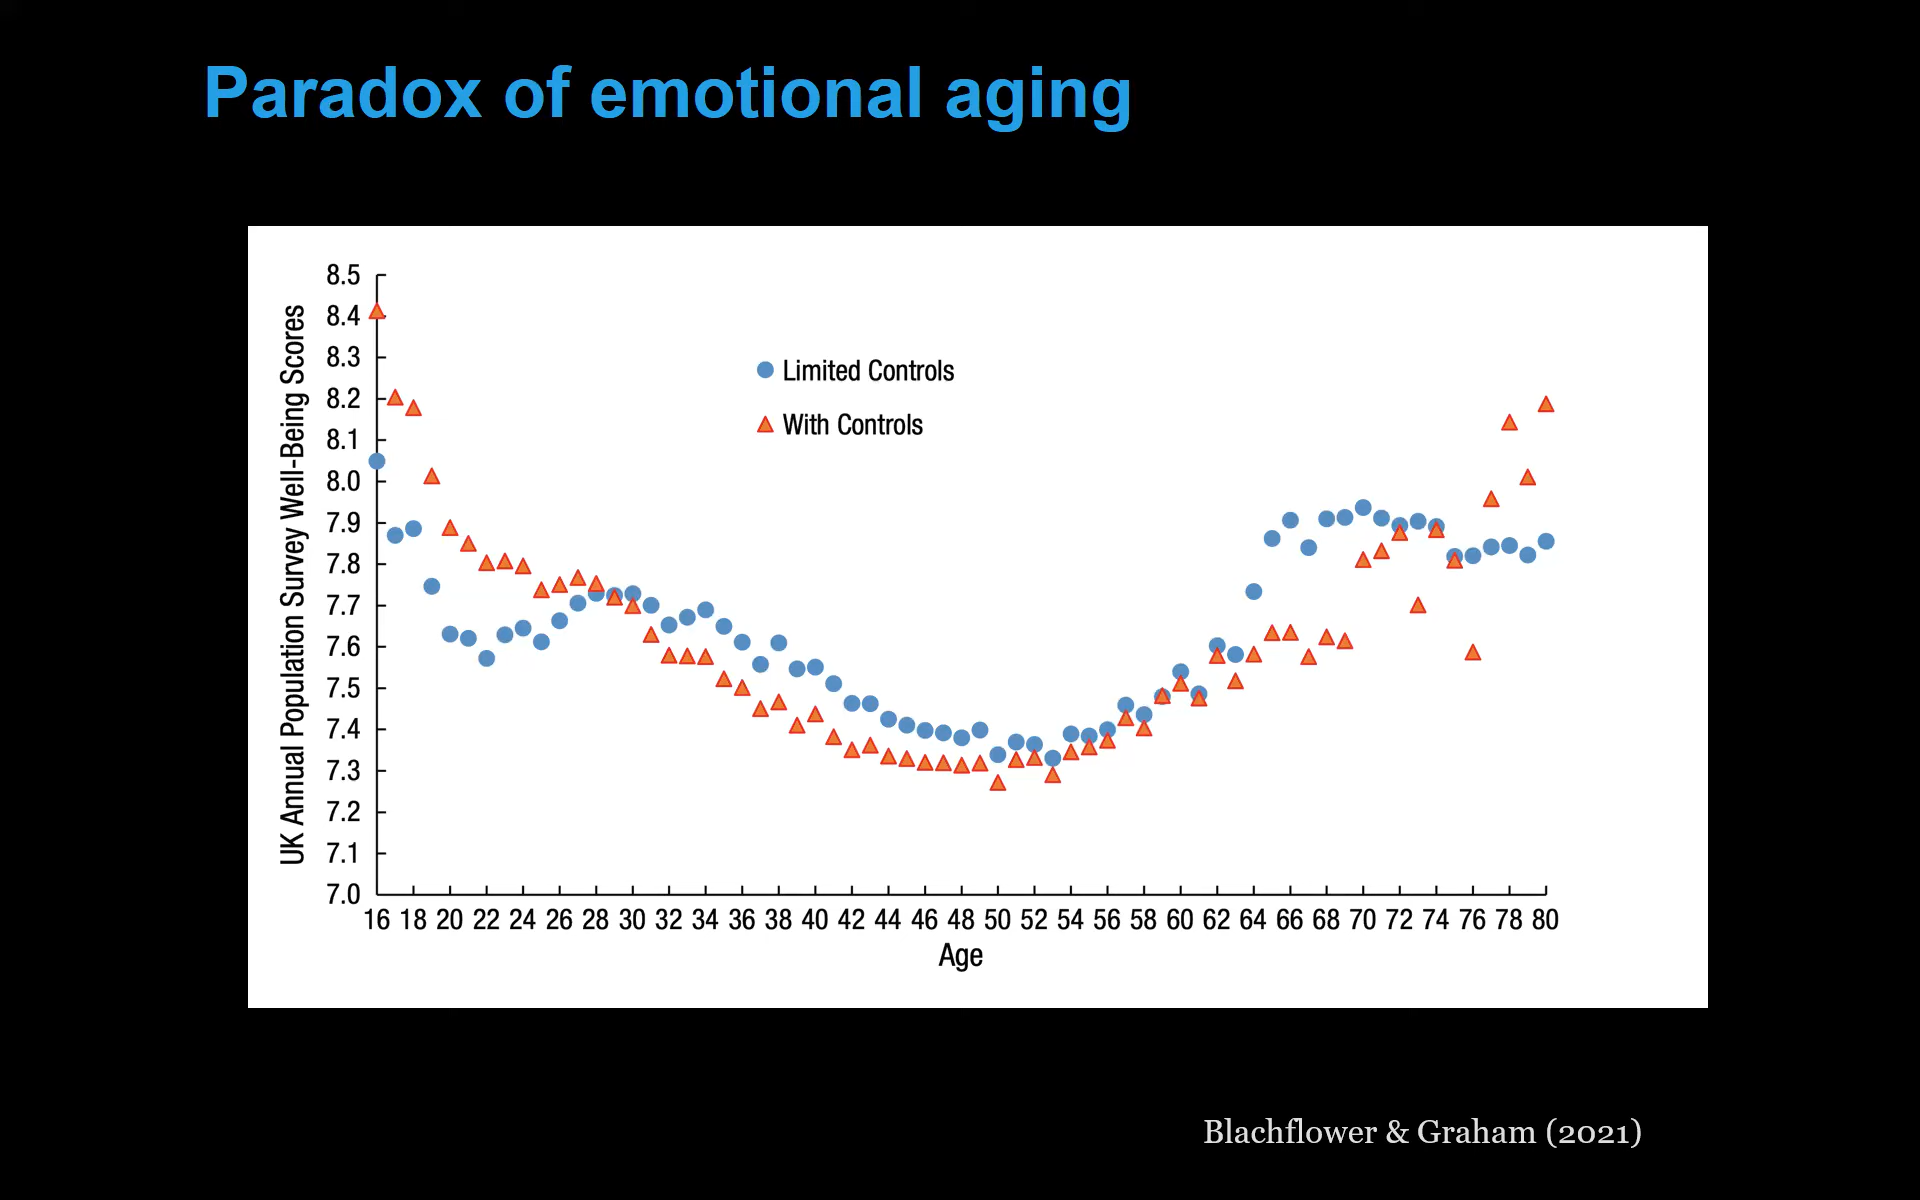 Paradox of emotional aging
UK Annual Population Survey Well-Being Scores
8.5
8.4
8.3
8.2
8.1
8.0
7.9
7.8
7.7
7.6
7.5
7.4
7.3
7.2
7.1
7.0
Limited Controls
With Controls
16 18 20 22 24 26 28 30 32 34 36 38 40 42 44 46 48 50 52 54 56 58 60 62 64 66 68 70 72 74 76 78 80
Age
Blachflower & Graham (2021)